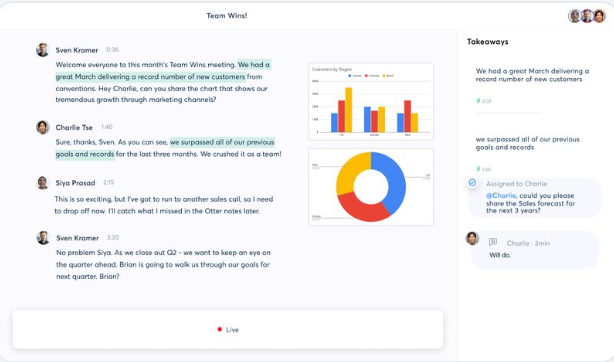 Team Wins!
Sven Kramer 0:36
Welcome everyone to this month's Team Wins meeting. We had a
great March delivering a record number of new customers from
conventions. Hey Charlie, can you share the chart that shows our
tremendous growth through marketing channels?
Charlie Tse 1:40
Sure, thanks, Sven. As you can see, we surpassed all of our previous
goals and records for the last three months. We crushed it as a team!
Siya Prasad 2:15
This is so exciting, but I've got to run to another sales call, so I need
to drop off now. I'll catch what I missed in the Otter notes later.
Sven Kramer 3:20
No problem Siya. As we close out Q2 - we want to keep an eye on
the quarter ahead. Brian is going to walk us through our goals for
next quarter. Brian?
Customers by Region
Live
Takeaways
We had a great March delivering a
record number of new customers
we surpassed all of our previous
goals and records
Assigned to Charlie
@Charlie, could you please
share the Sales forecast for
the next 3 years?
Charlie · 3min
Will do.